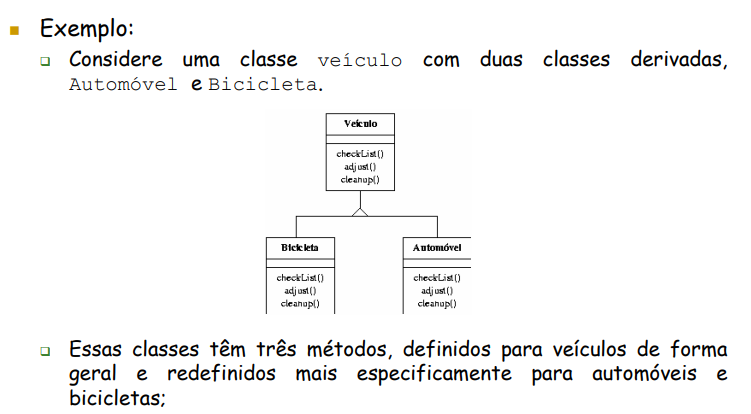 Exemplo:
Considere uma classe veículo com duas classes derivadas,
Automóvel e Bicicleta.
Veículo
checkList()
adjust()
cleanup()
Bicicleta Automóvel
checkList() checkList()
adjust() adjust()
cleanup() cleanup()
Essas classes têm três métodos, definidos para veículos de forma
geral e redefinidos mais especificamente para automóveis e
bicicletas;